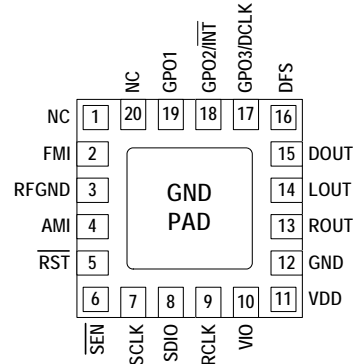 NC
GPO1
GPO2/INT
GPO3/DCLK
DFS
NC 1 20 19 18 17 16
FMI 2 15 DOUT
RFGND 3 14 LOUT
AMI 4 13 ROUT
RST 5 12 GND
6 7 8 9 10 11 VDD
GND
PAD
SEN
SCLK
SDIO
RCLK
VIO